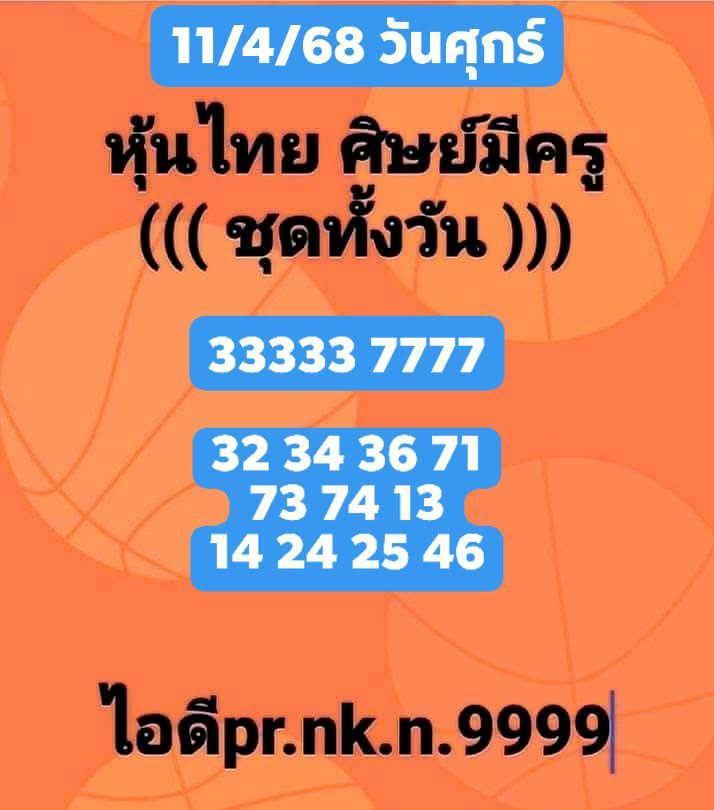 11/4/68 วันศุกร์
หุ้นไทย ศิษย์มีครู
((( ชุดทั้งวัน )))
33333 7777
32 34 36 71
73 74 13
14 24 25 46
ไอดีpr.nk.n.9999